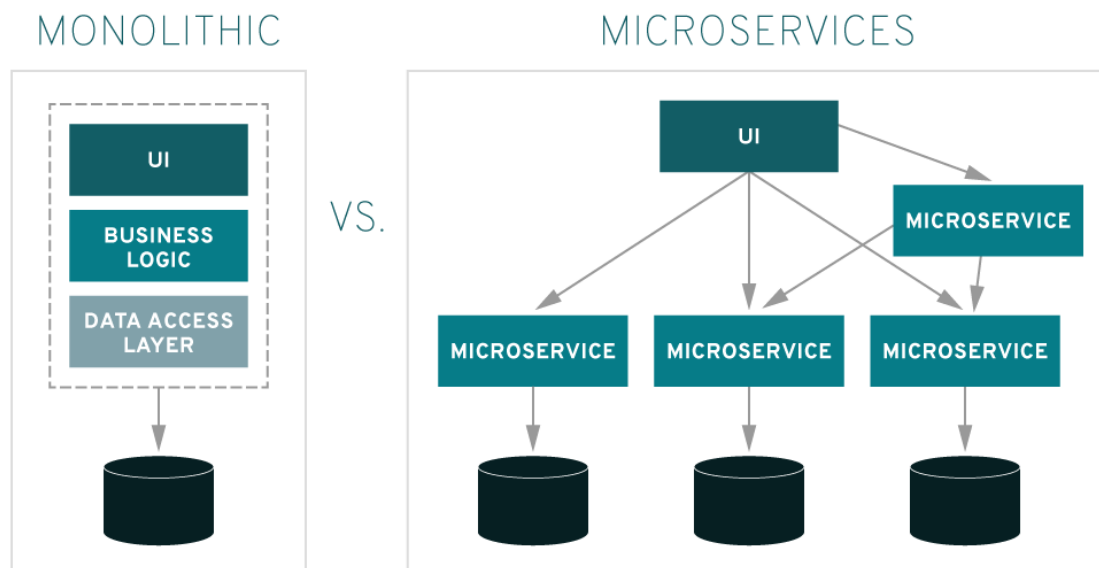 MONOLITHIC
UI
BUSINESS
LOGIC
DATA ACCESS
LAYER
VS.
MICROSERVICES
UI
MICROSERVICE
MICROSERVICE
MICROSERVICE
MICROSERVICE